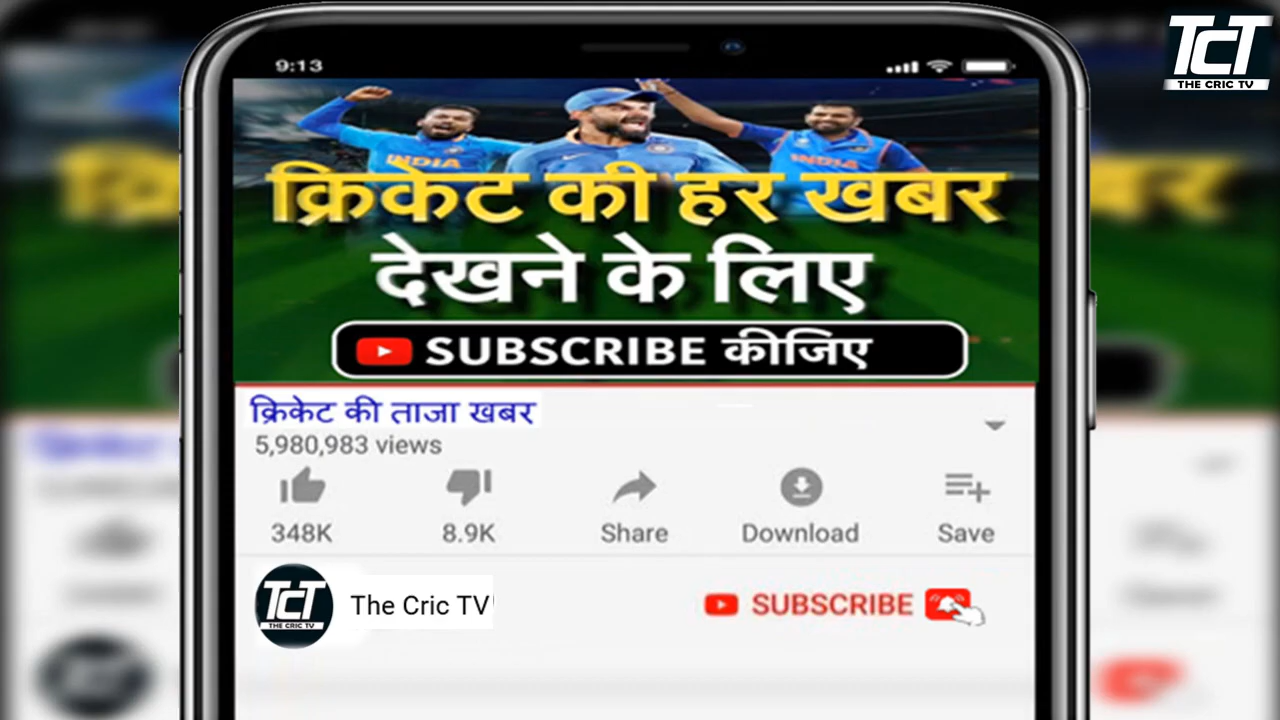 TCT
THE CRIC TV
9:13
INDIA
INDIA
क्रिकेट की हर खबर
देखने के लिए
SUBSCRIBE कीजिए
क्रिकेट की ताजा खबर
5,980,983 views
348K 8.9K Share Download Save
TCT
THE CRIC TV
The Cric TV
SUBSCRIBE